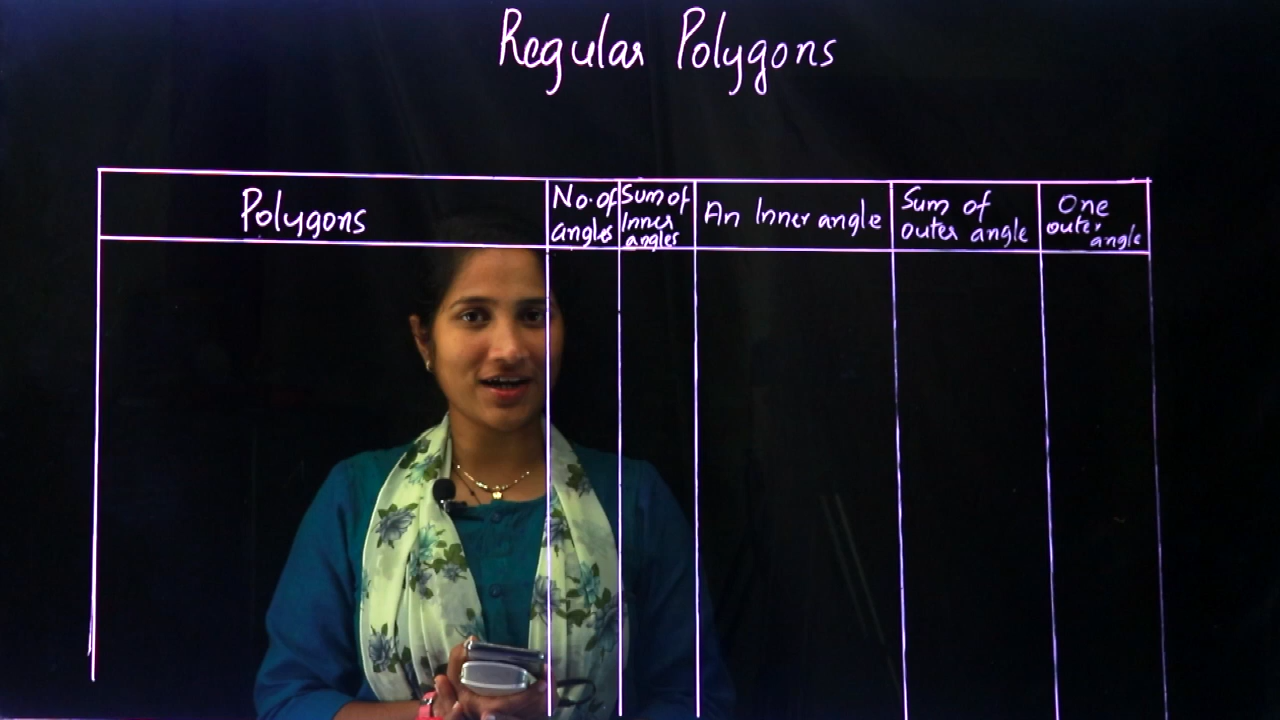 Regular Polygons
Polygons
No. of
angles
Sum of
Inner
angles
An Inner angle
Sum of
outer angle
One
outer
angle